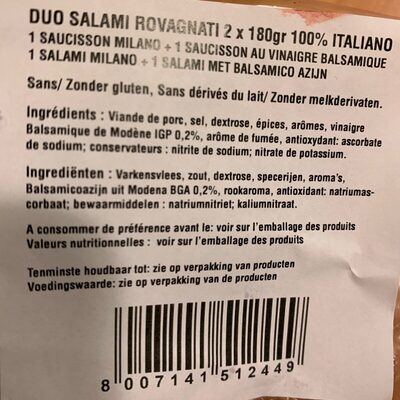 DUO SALAMI ROVAGNATI 2 x 180gr 100% ITALIANO
1 SAUCISSON MILANO + 1 SAUCISSON AU VINAIGRE BALSAMIQUE
1 SALAMI MILANO + 1 SALAMI MET BALSAMICO AZIJN
Sans/ Zonder gluten, Sans dérivés du lait/ Zonder melkderivaten.
Ingrédients : Viande de porc, sel, dextrose, épices, arômes, vinaigre
Balsamique de Modène IGP 0,2%, arôme de fumée, antioxydant: ascorbate
de sodium; conservateurs : nitrite de sodium; nitrate de potassium.
Ingrediënten : Varkensvlees, zout, dextrose, specerijen, aroma's,
Balsamicoazijn uit Modena BGA 0,2%, rookaroma, antioxidant: natriumas-
corbaat; bewaarmiddelen : natriumnitriet; kaliumnitraat.
A consommer de préférence avant le: voir sur l'emballage des produits
Valeurs nutritionnelles : voir sur l'emballage des produits
Tenminste houdbaar tot: zie op verpakking van de producten
Voedingswaarde: zie op verpakking van de producten
8 007141 512449